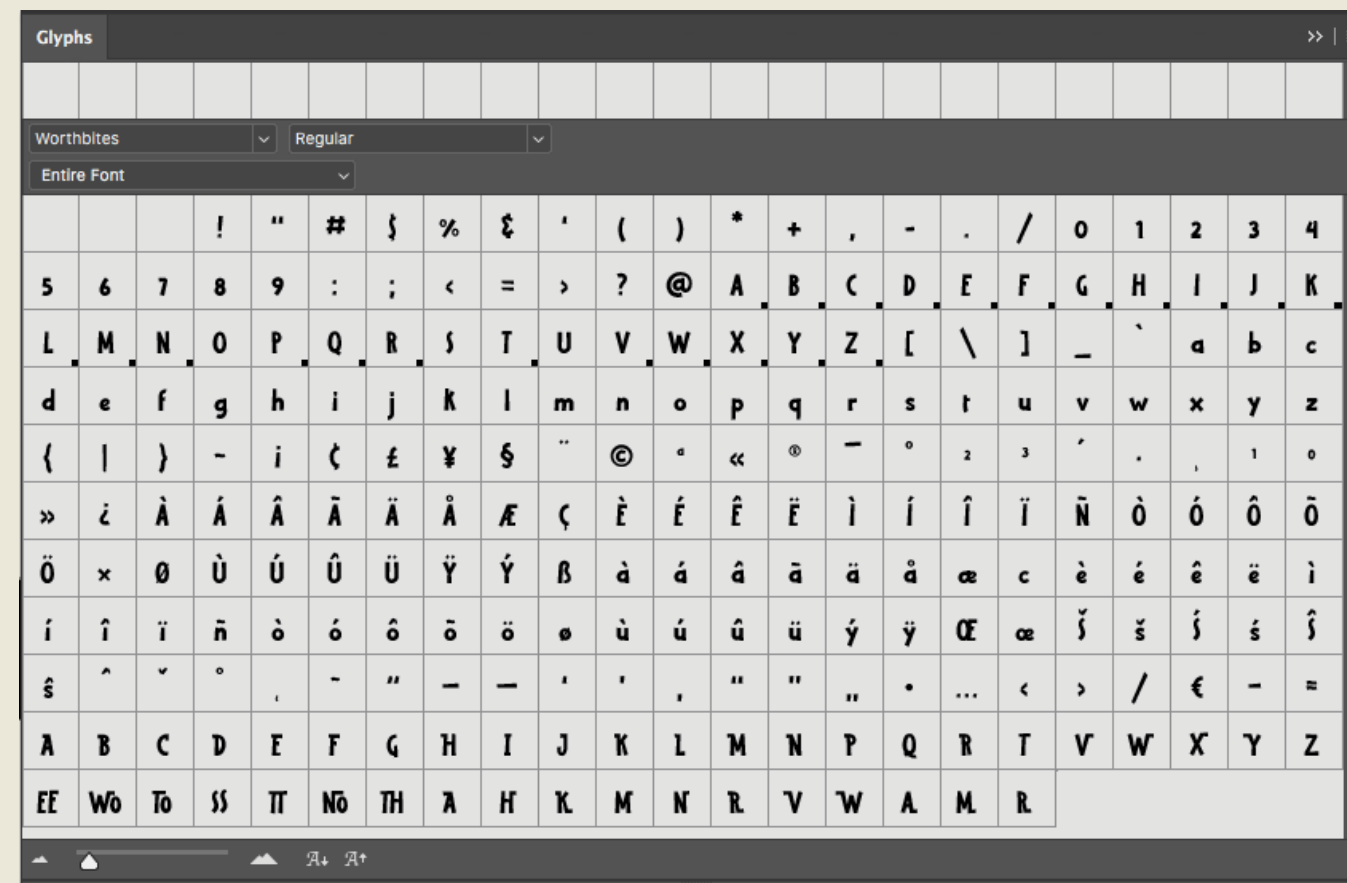 Glyphs
Worthbites Regular
Entire Font
! “ # $ % & ‘ ( ) * + , - . / 0 1 2 3 4
5 6 7 8 9 : ; < = > ? @ A B C D E F G H I J K
L M N O P Q R S T U V W X Y Z [ \ ] _ ` a b c
d e f g h i j k l m n o p q r s t u v w x y z
{ | } ~ ¡ ¢ £ ¥ § ¨ © ª « ® ¯ ° ² ³ ´ · ¸ ¹ º
» ¿ À Á Â Ã Ä Å Æ Ç È É Ê Ë Ì Í Î Ï Ñ Ò Ó Ô Õ
Ö × Ø Ù Ú Û Ü Ÿ Ý ß à á â ã ä å æ c è é ê ë ì
í î ï ñ ò ó ô õ ö ø ù ú û ü ý ÿ Œ œ Š š Ś ś Ŝ
ŝ ˆ ˇ ˚ ˛ ˜ ˝ – — ‘ ’ ‚ “ ” „ • … ‹ › / € − ≈
A B C D E F G H I J K L M N P Q R T V W X Y Z
EE Wo To SS TT No TH A H K M N R V W A M R